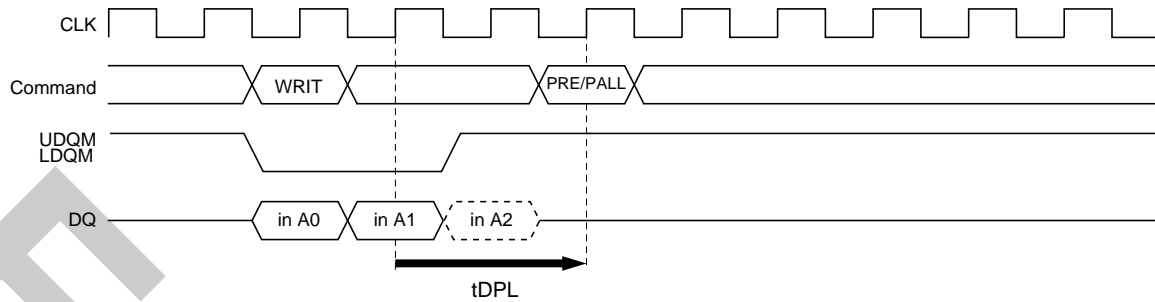 CLK
Command
WRIT
PRE/PALL
UDQM
LDQM
DQ
in A0
in A1
in A2
tDPL